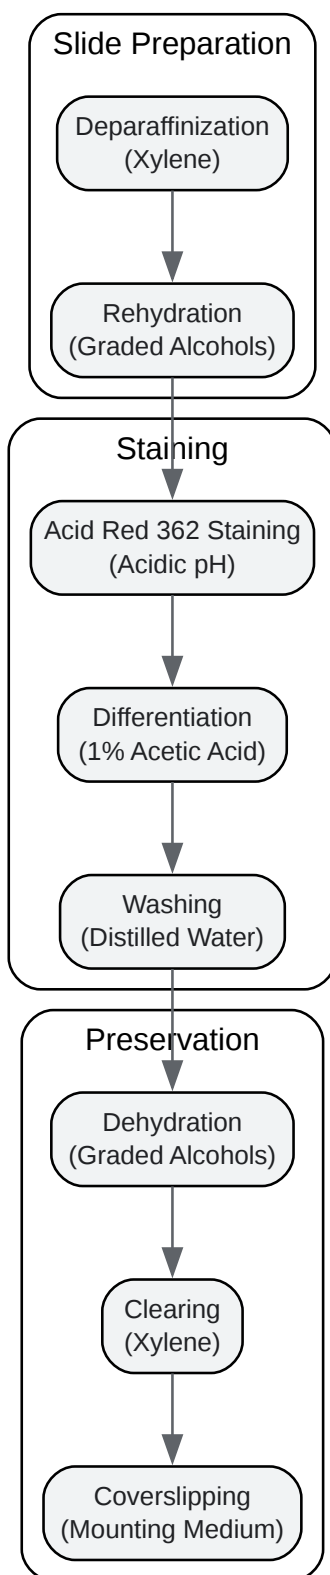 Slide Preparation
Deparaffinization
(Xylene)
Rehydration
(Graded Alcohols)
Staining
Acid Red 362 Staining
(Acidic pH)
Differentiation
(1% Acetic Acid)
Washing
(Distilled Water)
Preservation
Dehydration
(Graded Alcohols)
Clearing
(Xylene)
Coverslipping
(Mounting Medium)